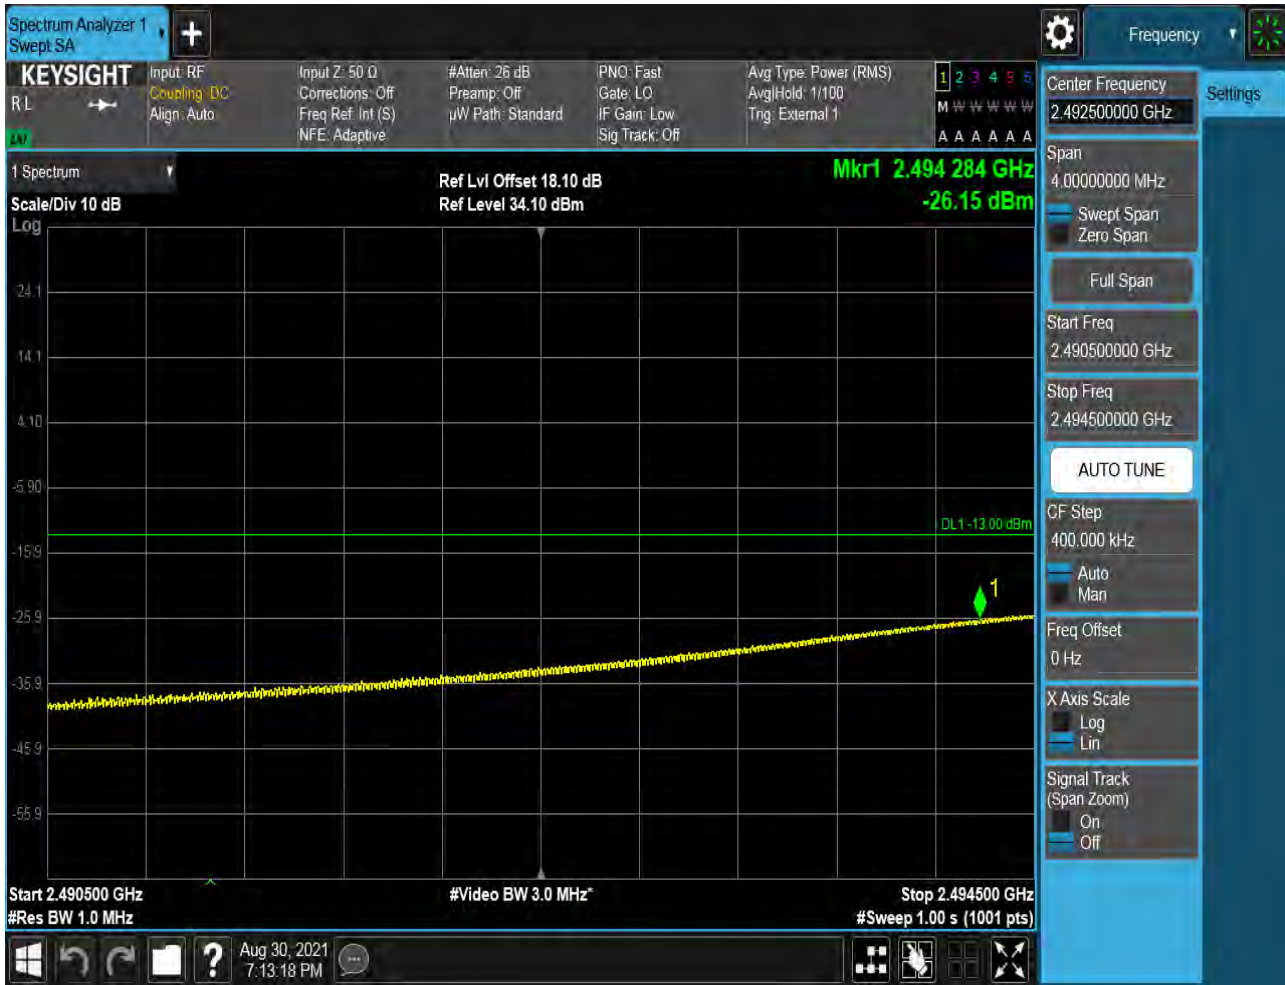 Spectrum Analyzer 1
Swept SA
Frequency
KEYSIGHT
R L
LXI
Input: RF
Coupling: DC
Align: Auto
Input Z: 50 Ω
Corrections: Off
Freq Ref: Int (S)
NFE: Adaptive
#Atten: 26 dB
Preamp: Off
µW Path: Standard
PNO: Fast
Gate: LO
IF Gain: Low
Sig Track: Off
Avg Type: Power (RMS)
Avg|Hold: 1/100
Trig: External 1
1 2 3 4 5 6
M W W W W W
A A A A A A
1 Spectrum
Scale/Div 10 dB
Log
Ref Lvl Offset 18.10 dB
Ref Level 34.10 dBm
Mkr1 2.494 284 GHz
-26.15 dBm
24.1
14.1
4.10
-5.90
-15.9
-25.9
-35.9
-45.9
-55.9
DL1 -13.00 dBm
1
Start 2.490500 GHz
#Res BW 1.0 MHz
#Video BW 3.0 MHz*
Stop 2.494500 GHz
#Sweep 1.00 s (1001 pts)
Aug 30, 2021
7:13:18 PM
Center Frequency
2.492500000 GHz
Settings
Span
4.00000000 MHz
Swept Span
Zero Span
Full Span
Start Freq
2.490500000 GHz
Stop Freq
2.494500000 GHz
AUTO TUNE
CF Step
400.000 kHz
Auto
Man
Freq Offset
0 Hz
X Axis Scale
Log
Lin
Signal Track
(Span Zoom)
On
Off